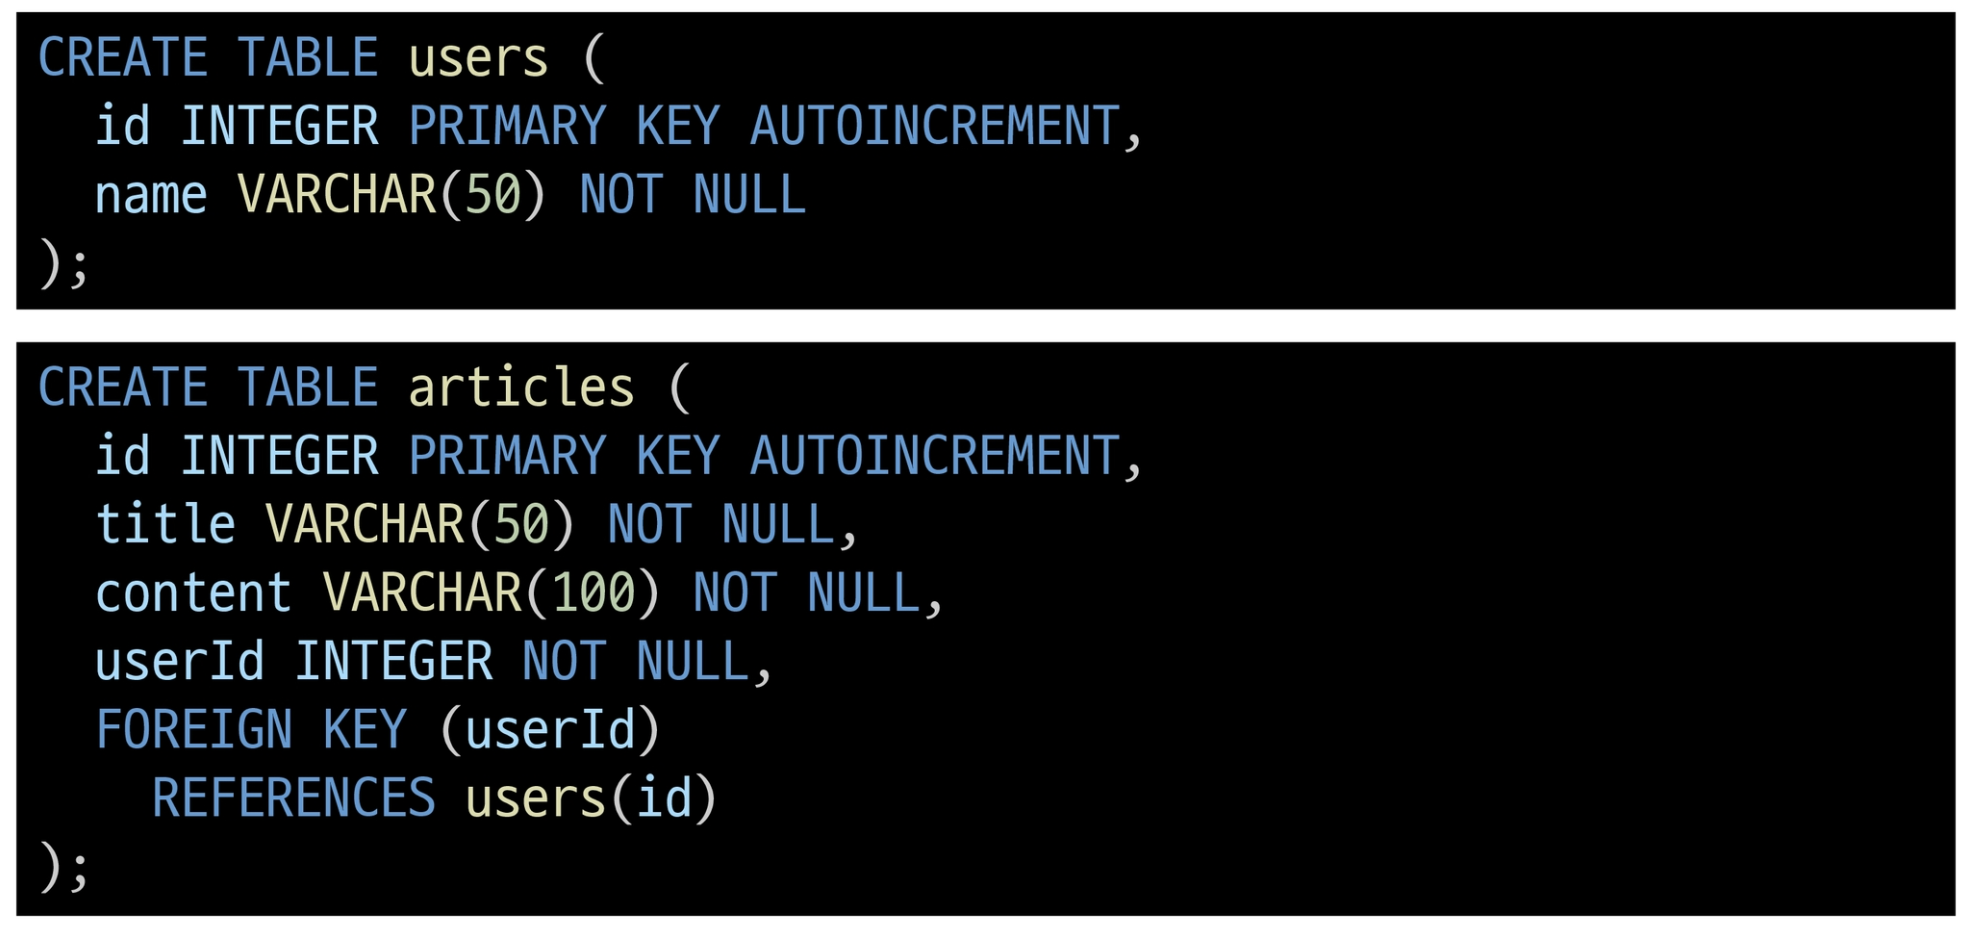 CREATE TABLE users (
  id INTEGER PRIMARY KEY AUTOINCREMENT,
  name VARCHAR(50) NOT NULL
);
CREATE TABLE articles (
  id INTEGER PRIMARY KEY AUTOINCREMENT,
  title VARCHAR(50) NOT NULL,
  content VARCHAR(100) NOT NULL,
  userId INTEGER NOT NULL,
  FOREIGN KEY (userId)
    REFERENCES users(id)
);